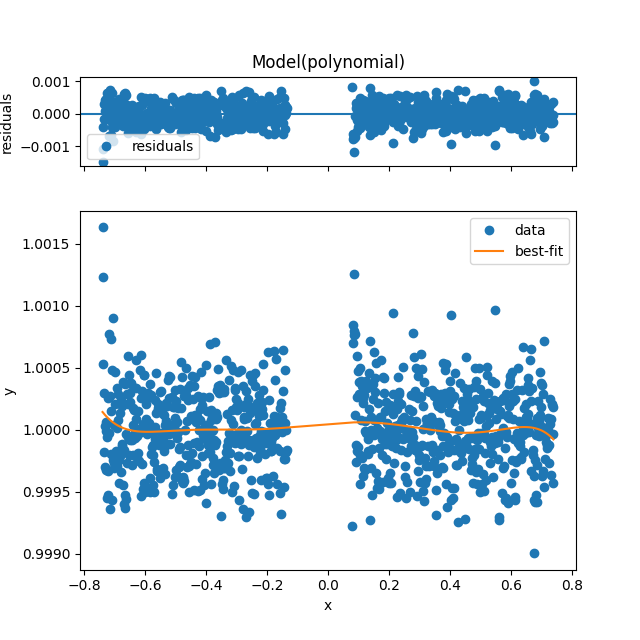 Model(polynomial)
0.001
0.000
−0.001
residuals
residuals
1.0015
1.0010
1.0005
1.0000
0.9995
0.9990
y
data
best-fit
−0.8 −0.6 −0.4 −0.2 0.0 0.2 0.4 0.6 0.8
x